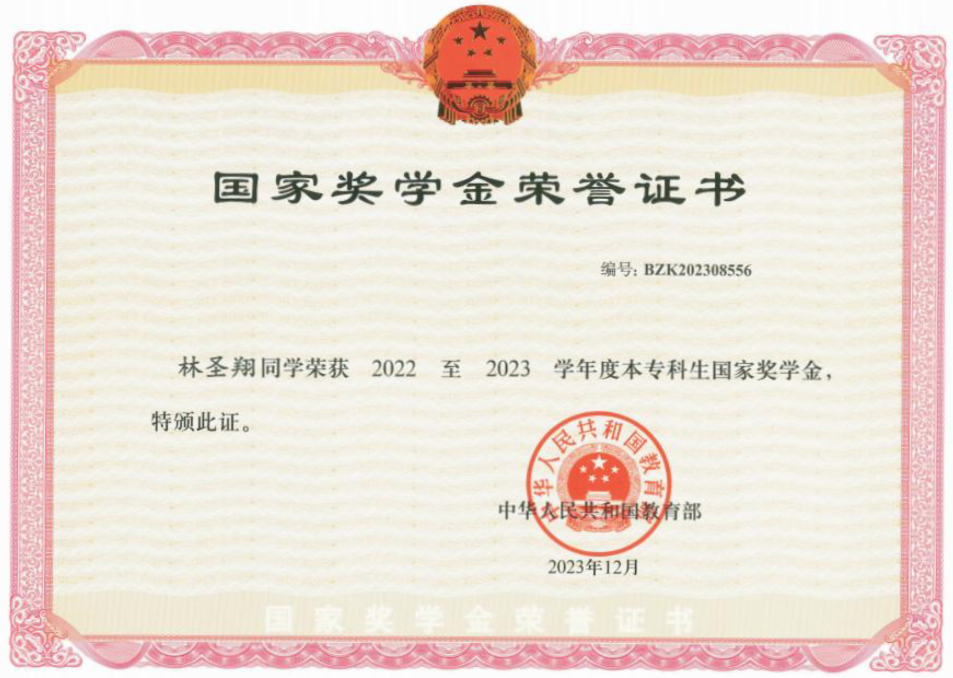 国家奖学金荣誉证书
编号: BZK202308556
林圣翔同学荣获 2022 至 2023 学年度本专科生国家奖学金，
特颁此证。
中华人民共和国教育部
中华人民共和国教育部
2023年12月
国家奖学金荣誉证书